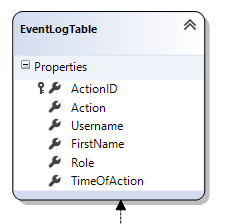 EventLogTable
Properties
ActionID
Action
Username
FirstName
Role
TimeOfAction